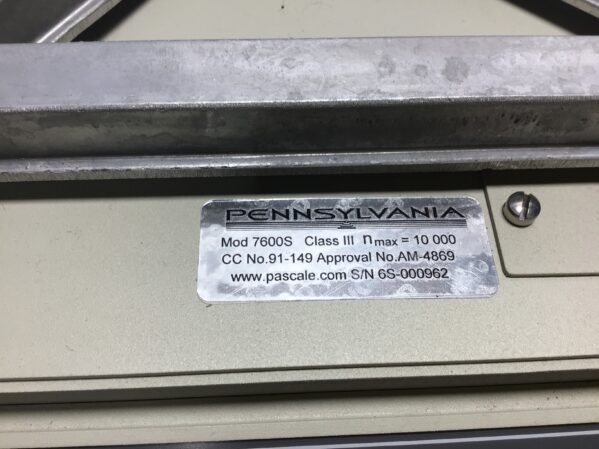 PENNSYLVANIA
Mod 7600S Class III n max = 10 000
CC No.91-149 Approval No.AM-4869
www.pascale.com S/N 6S-000962